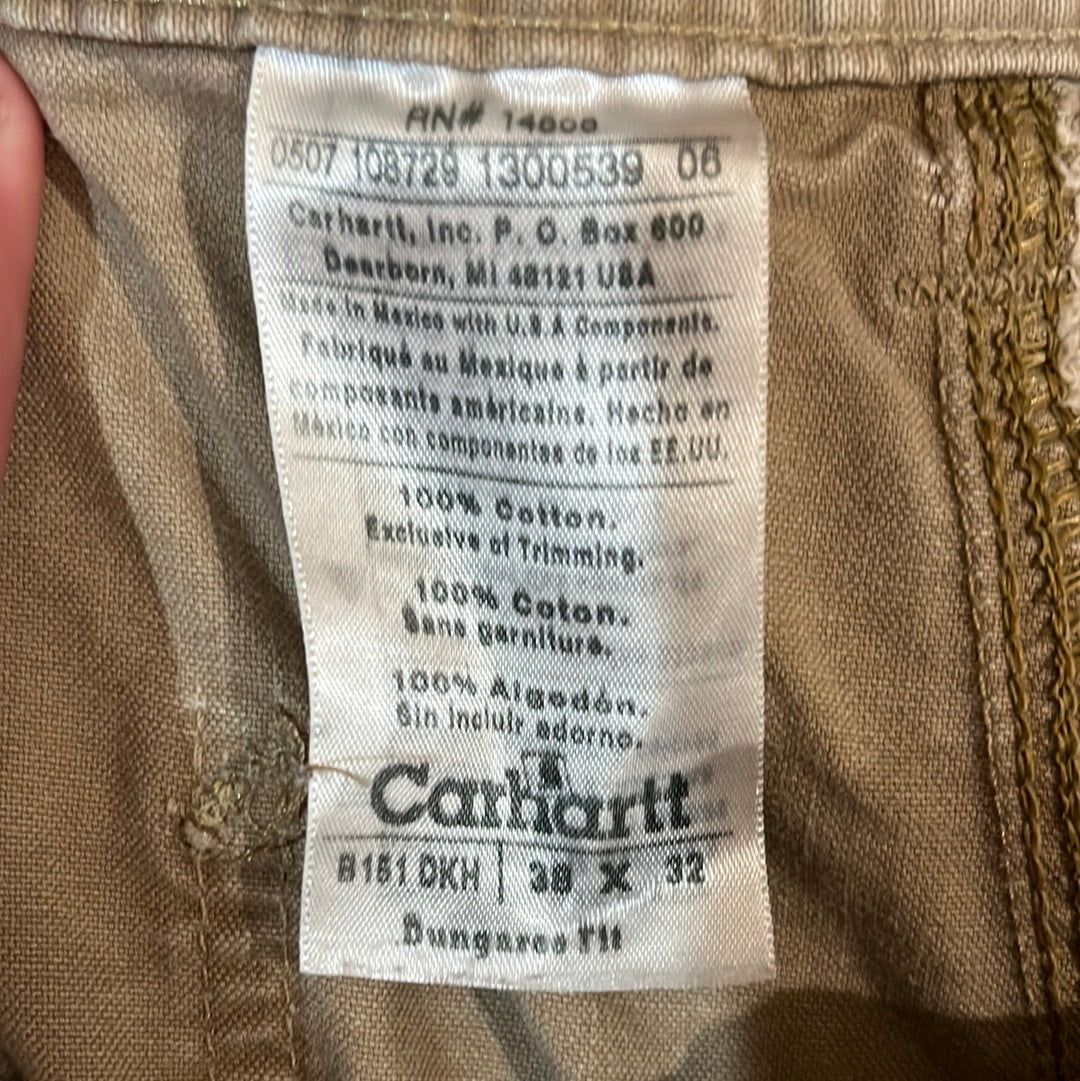 RN# 14806
0507 108729 1300539 06
Carhartt, Inc. P. O. Box 600
Dearborn, MI 48121 USA
Made in Mexico with U.S.A Components.
Fabriqué au Mexique à partir de
composants américains. Hecho en
México con componentes de los EE.UU.
100% Cotton.
Exclusive of Trimming.
100% Coton.
Sans garniture.
100% Algodón.
Sin incluir adorno.
Carhartt
B151 DKH 38 X 32
Dungaree Fit